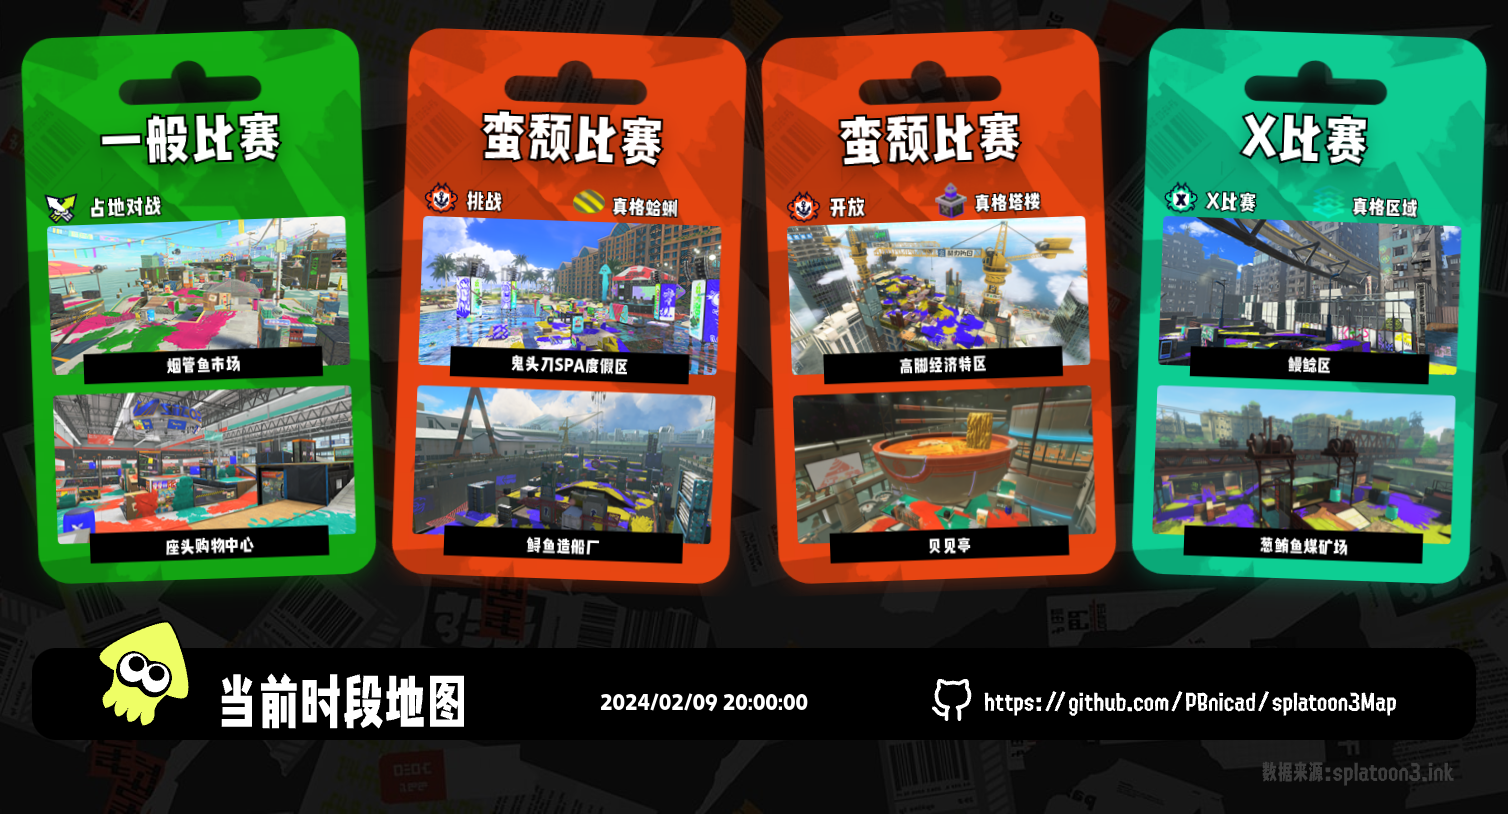 一般比赛
占地对战
烟管鱼市场
座头购物中心
蛮颓比赛
挑战
真格蛤蜊
鬼头刀SPA度假区
鲟鱼造船厂
蛮颓比赛
开放
真格塔楼
高脚经济特区
贝见亭
X比赛
X比赛
真格区域
鳗鲶区
葱鲔鱼煤矿场
当前时段地图
2024/02/09 20:00:00
https://github.com/PBnicad/splatoon3Map
数据来源:splatoon3.ink